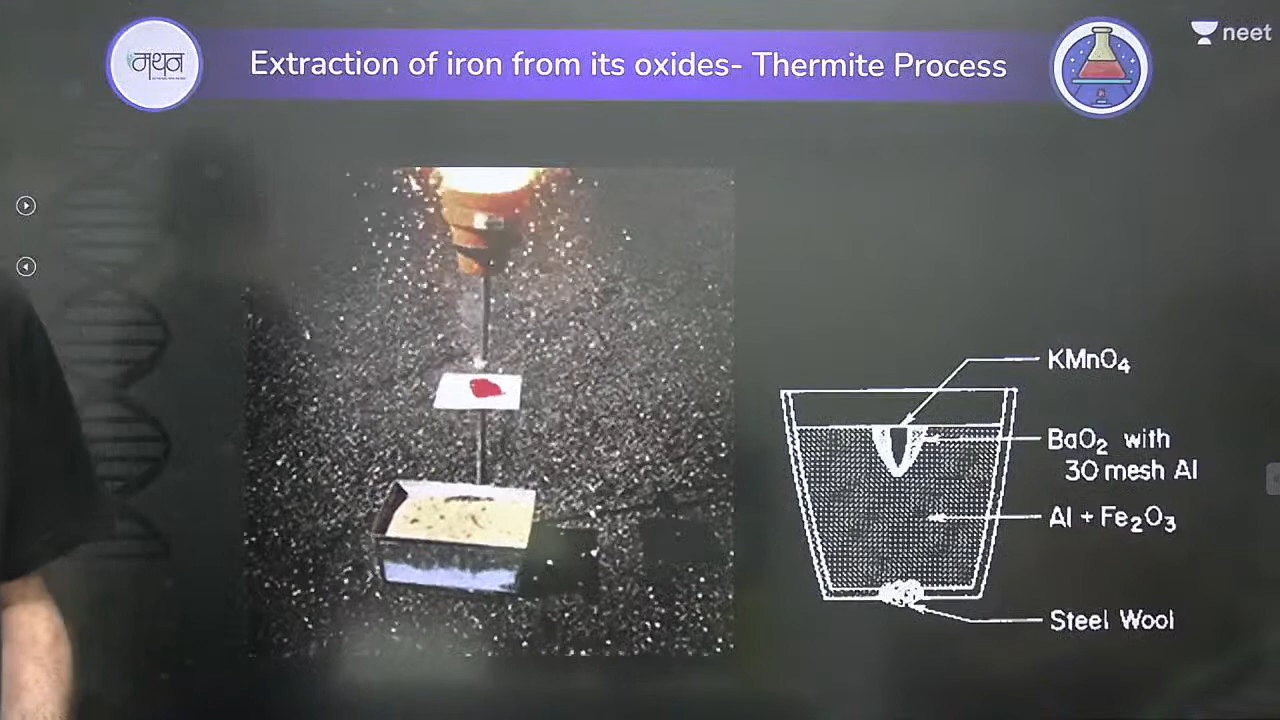 मंथन
Extraction of iron from its oxides- Thermite Process
neet
KMnO₄
BaO₂ with
30 mesh Al
Al + Fe₂O₃
Steel Wool